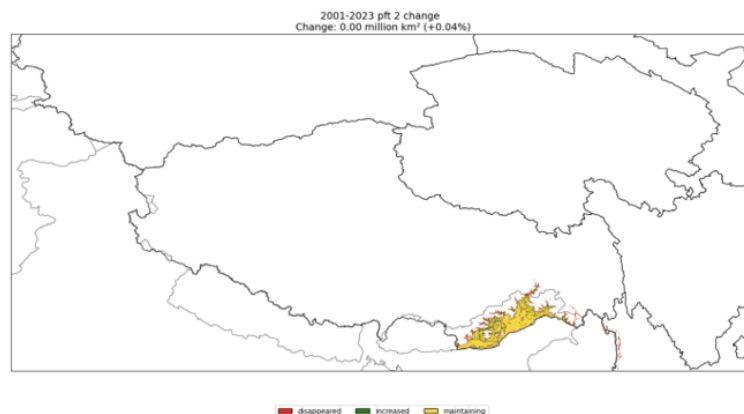 2001-2023 pft 2 change
Change: 0.00 million km² (+0.04%)
disappeared increased maintaining